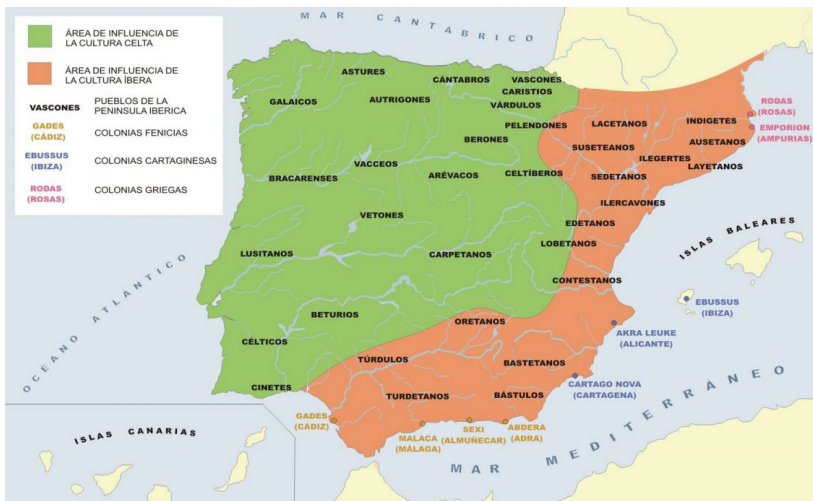 MAR CANTABRICO
ÁREA DE INFLUENCIA DE
LA CULTURA CELTA
ÁREA DE INFLUENCIA DE
LA CULTURA ÍBERA
VASCONES
PUEBLOS DE LA
PENINSULA IBERICA
GADES
(CÁDIZ)
COLONIAS FENICIAS
EBUSSUS
(IBIZA)
COLONIAS CARTAGINESAS
RODAS
(ROSAS)
COLONIAS GRIEGAS
ASTURES
CÁNTABROS
VASCONES
CARISTIOS
VÁRDULOS
GALAICOS
AUTRIGONES
PELENDONES
LACETANOS
INDIGETES
RODAS
(ROSAS)
EMPORION
(AMPURIAS)
BERONES
SUSETEANOS
AUSETANOS
ILEGERTES
LAYETANOS
VACCEOS
BRACARENSES
ARÉVACOS
CELTÍBEROS
SEDETANOS
ILERCAVONES
VETONES
EDETANOS
LOBETANOS
LUSITANOS
CARPETANOS
CONTESTANOS
ISLAS BALEARES
EBUSSUS
(IBIZA)
OCEANO ATLANTICO
BETURIOS
ORETANOS
AKRA LEUKE
(ALICANTE)
CÉLTICOS
TÚRDULOS
BASTETANOS
CINETES
TURDETANOS
BÁSTULOS
CARTAGO NOVA
(CARTAGENA)
GADES
(CÁDIZ)
MALACA
(MÁLAGA)
SEXI
(ALMUÑECAR)
ABDERA
(ADRA)
MAR MEDITERRÁNEO
ISLAS CANARIAS